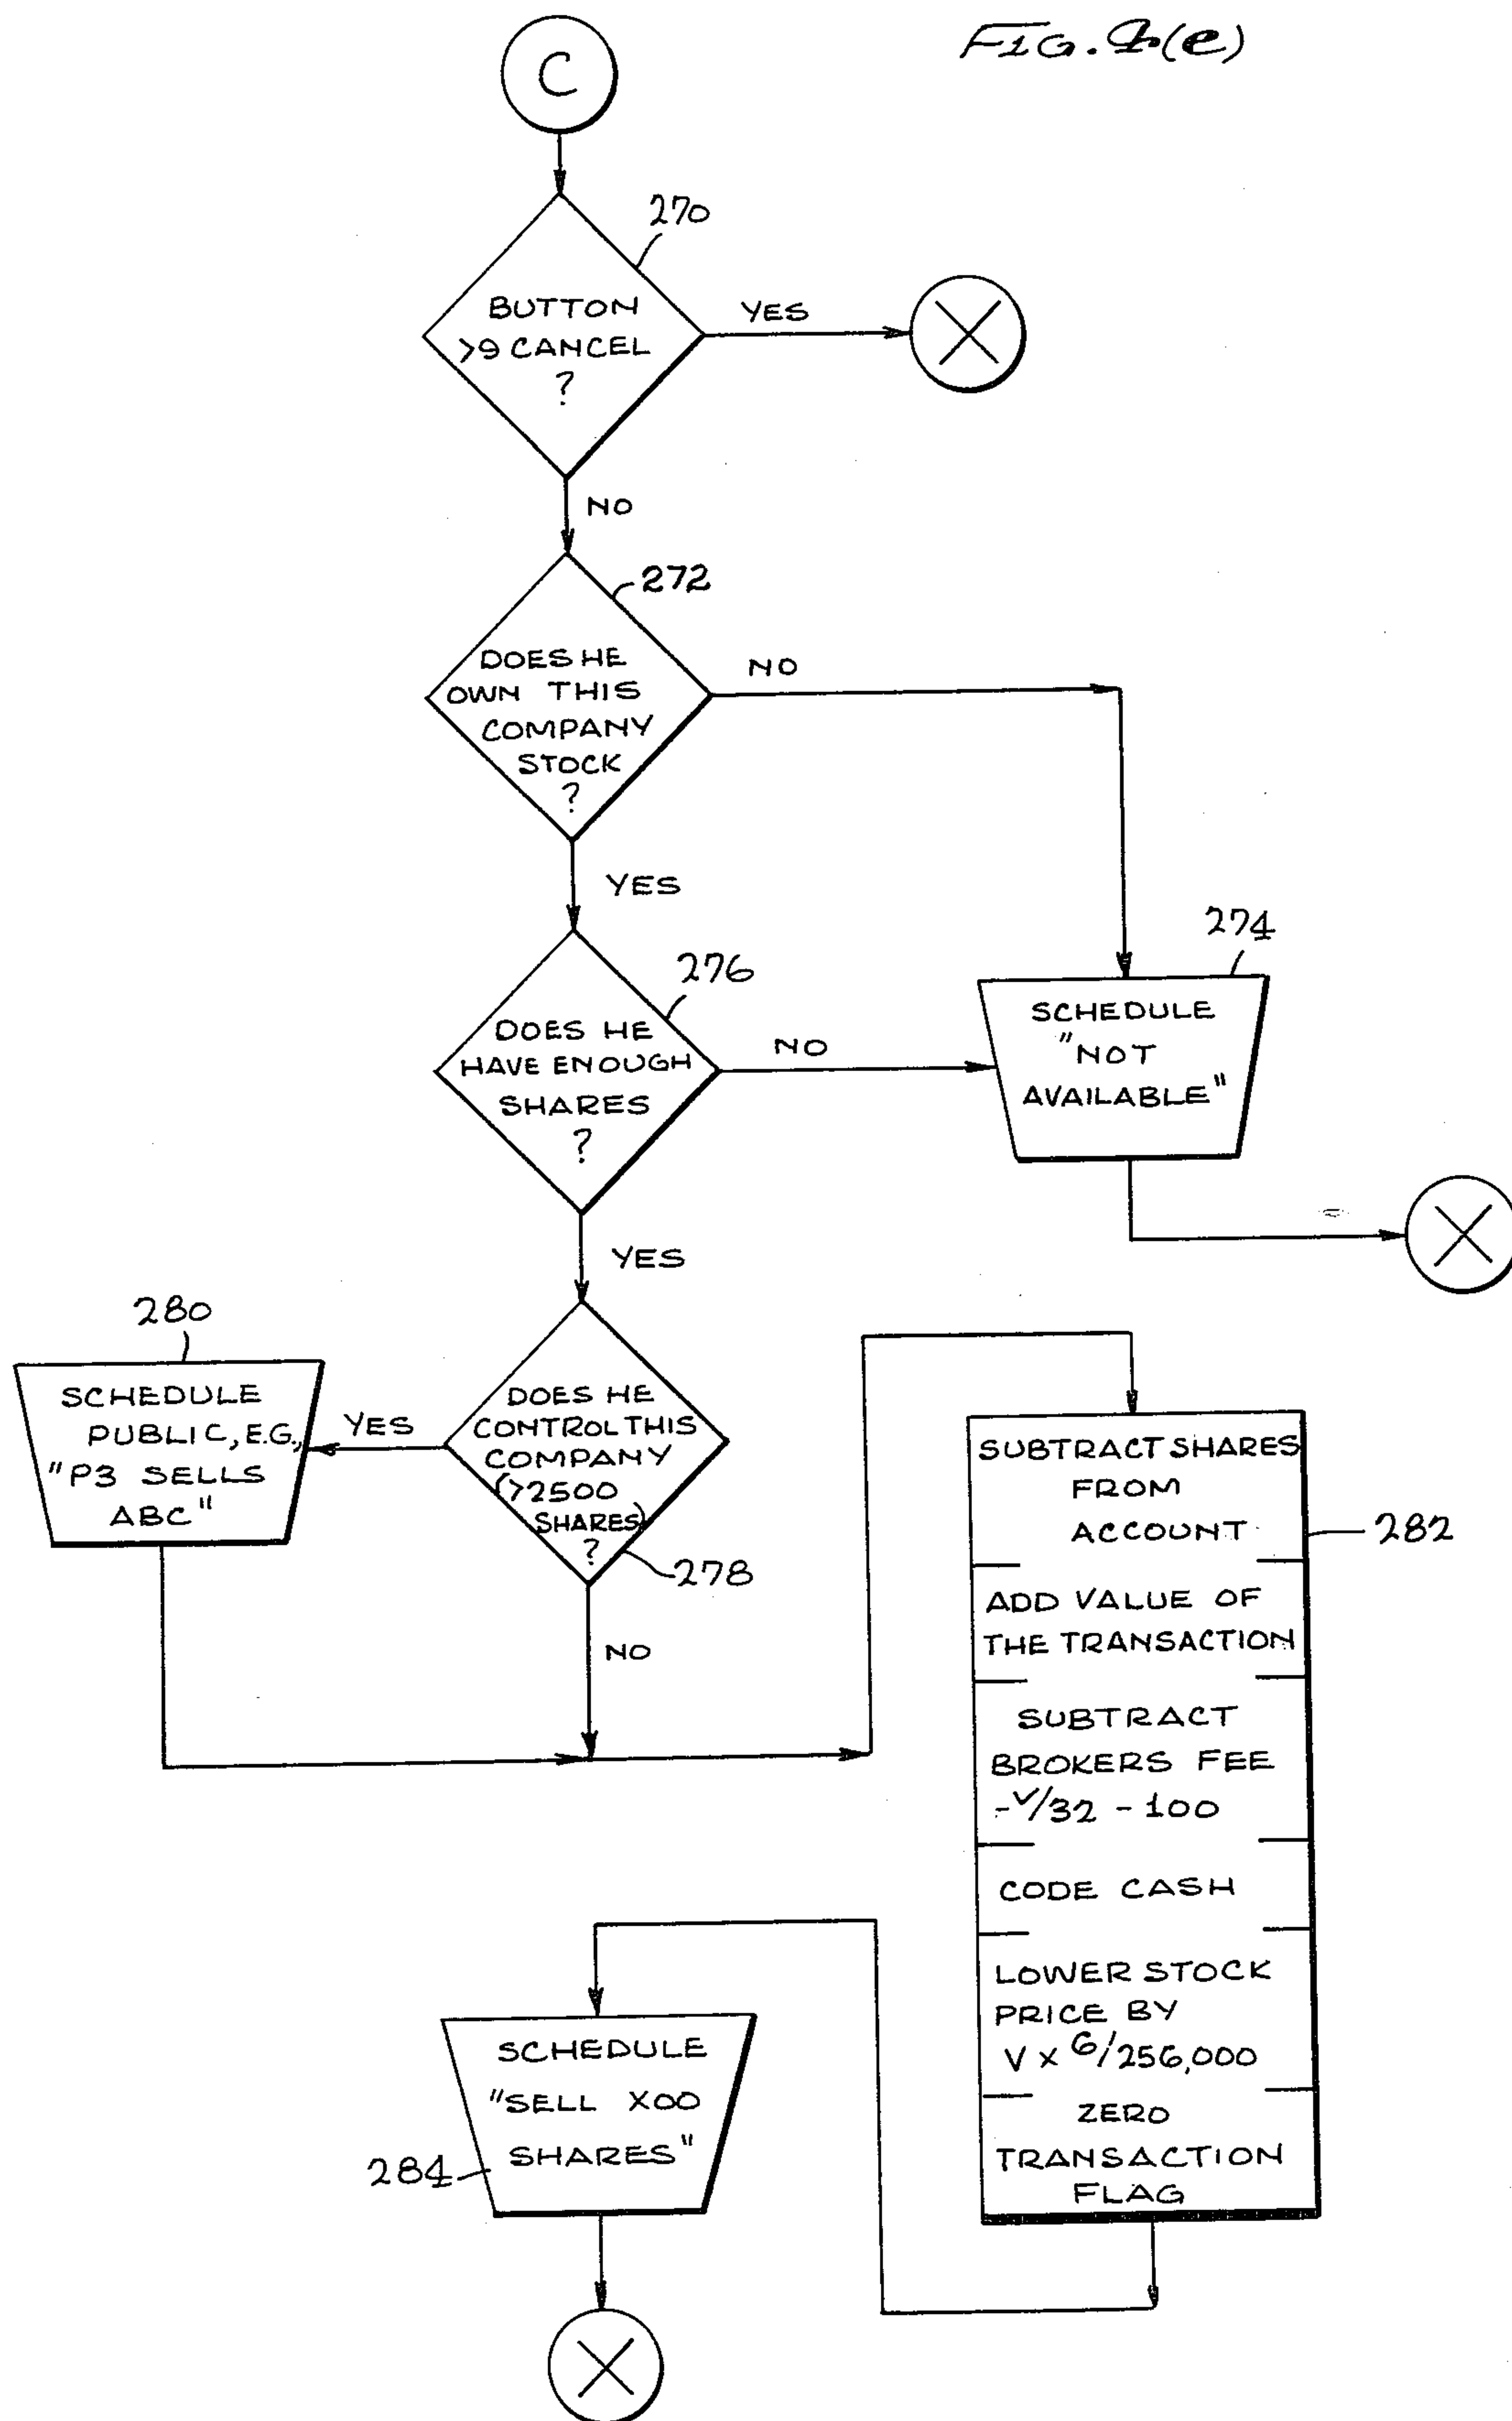 FIG. 4(e)
C
270
BUTTON
>9 CANCEL
?
YES
X
NO
272
DOES HE
OWN THIS
COMPANY
STOCK
?
NO
YES
274
SCHEDULE
"NOT
AVAILABLE"
276
DOES HE
HAVE ENOUGH
SHARES
?
NO
X
YES
280
SCHEDULE
PUBLIC, E.G.,
"P3 SELLS
ABC"
YES
DOES HE
CONTROL THIS
COMPANY
(>2500
SHARES)
?
278
NO
SUBTRACT SHARES
FROM
ACCOUNT
282
ADD VALUE OF
THE TRANSACTION
SUBTRACT
BROKERS FEE
-V/32 - 100
CODE CASH
LOWER STOCK
PRICE BY
V x 6/256,000
ZERO
TRANSACTION
FLAG
SCHEDULE
"SELL X00
SHARES"
284
X